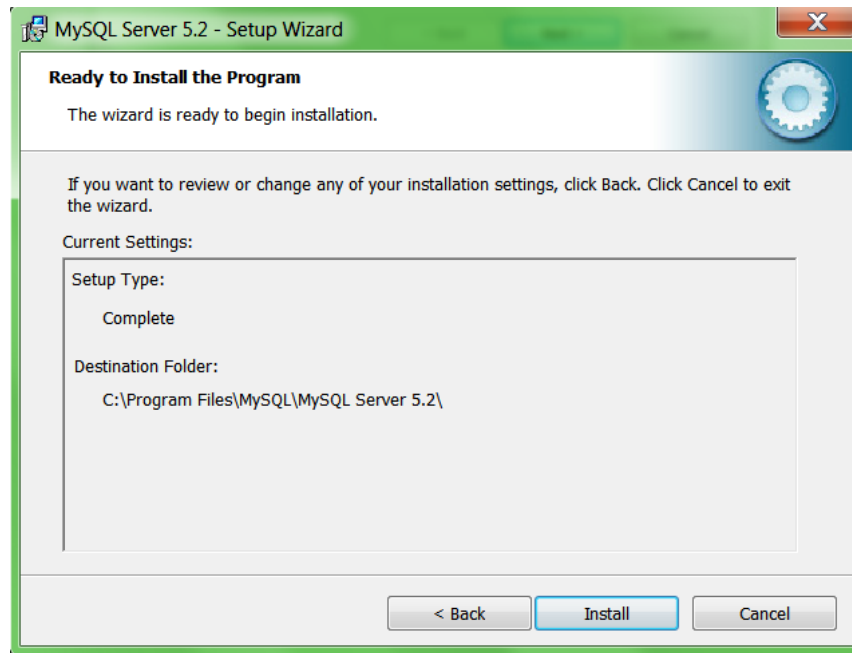 MySQL Server 5.2 - Setup Wizard
Ready to Install the Program
The wizard is ready to begin installation.
If you want to review or change any of your installation settings, click Back. Click Cancel to exit
the wizard.
Current Settings:
Setup Type:
Complete
Destination Folder:
C:\Program Files\MySQL\MySQL Server 5.2\
< Back Install Cancel